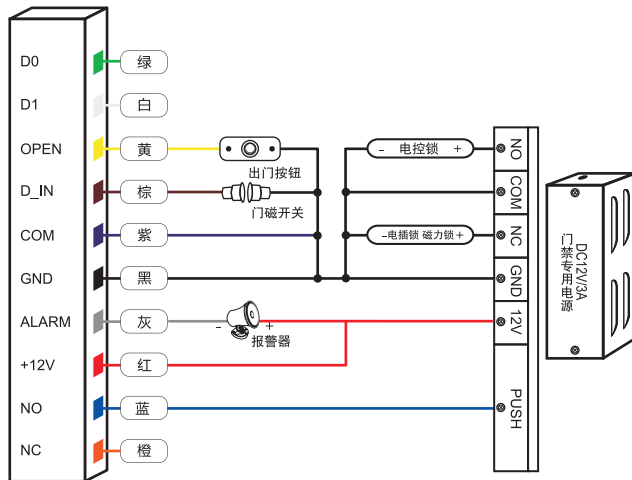 D0 绿
D1 白
OPEN 黄
出门按钮
D_IN 棕
门磁开关
COM 紫
GND 黑
ALARM 灰
- +
报警器
+12V 红
NO 蓝
NC 橙
- 电控锁 +
-电插锁 磁力锁+
NO
COM
NC
GND
12V
PUSH
DC12V/3A
门禁专用电源